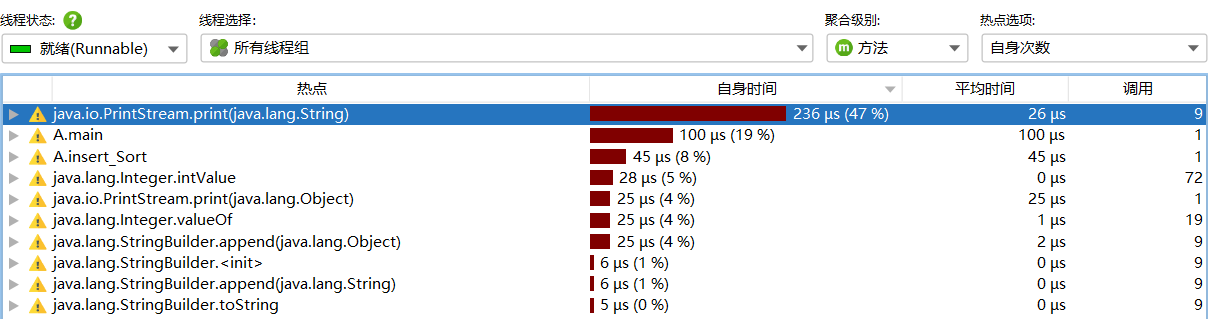 线程状态: ? 线程选择: 聚合级别: 热点选项:
就绪(Runnable) 所有线程组 m 方法 自身次数
热点 自身时间 平均时间 调用
java.io.PrintStream.print(java.lang.String) 236 µs (47 %) 26 µs 9
A.main 100 µs (19 %) 100 µs 1
A.insert_Sort 45 µs (8 %) 45 µs 1
java.lang.Integer.intValue 28 µs (5 %) 0 µs 72
java.io.PrintStream.print(java.lang.Object) 25 µs (4 %) 25 µs 1
java.lang.Integer.valueOf 25 µs (4 %) 1 µs 19
java.lang.StringBuilder.append(java.lang.Object) 25 µs (4 %) 2 µs 9
java.lang.StringBuilder.<init> 6 µs (1 %) 0 µs 9
java.lang.StringBuilder.append(java.lang.String) 6 µs (1 %) 0 µs 9
java.lang.StringBuilder.toString 5 µs (0 %) 0 µs 9